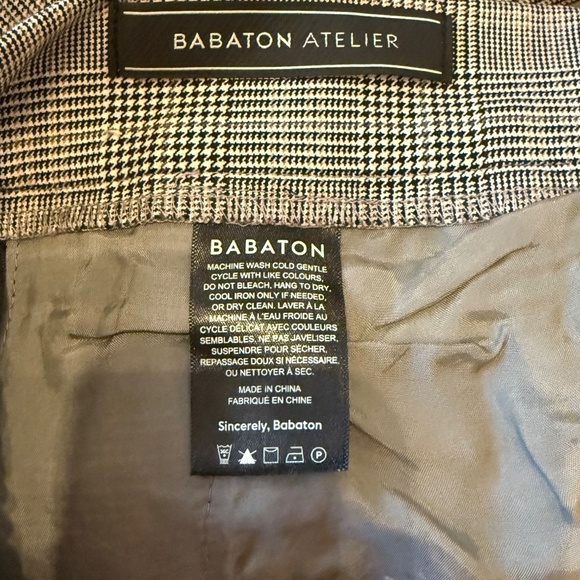 BABATON ATELIER
BABATON
MACHINE WASH COLD GENTLE
CYCLE WITH LIKE COLOURS.
DO NOT BLEACH, HANG TO DRY,
COOL IRON ONLY IF NEEDED,
OR DRY CLEAN. LAVER À LA
MACHINE À L'EAU FROIDE AU
CYCLE DÉLICAT AVEC COULEURS
SEMBLABLES, NE PAS JAVELISER,
SUSPENDRE POUR SÉCHER,
REPASSAGE DOUX SI NÉCESSAIRE,
OU NETTOYER À SEC.
MADE IN CHINA
FABRIQUÉ EN CHINE
Sincerely, Babaton
30C P